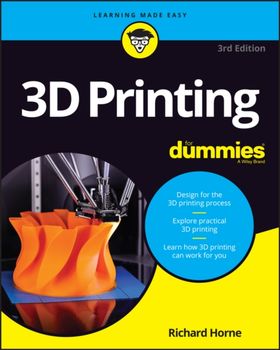 LEARNING MADE EASY
3rd Edition
3D Printing
for
dummies
A Wiley Brand
Design for the
3D printing process
Explore practical
3D printing
Learn how 3D printing
can work for you
Richard Horne